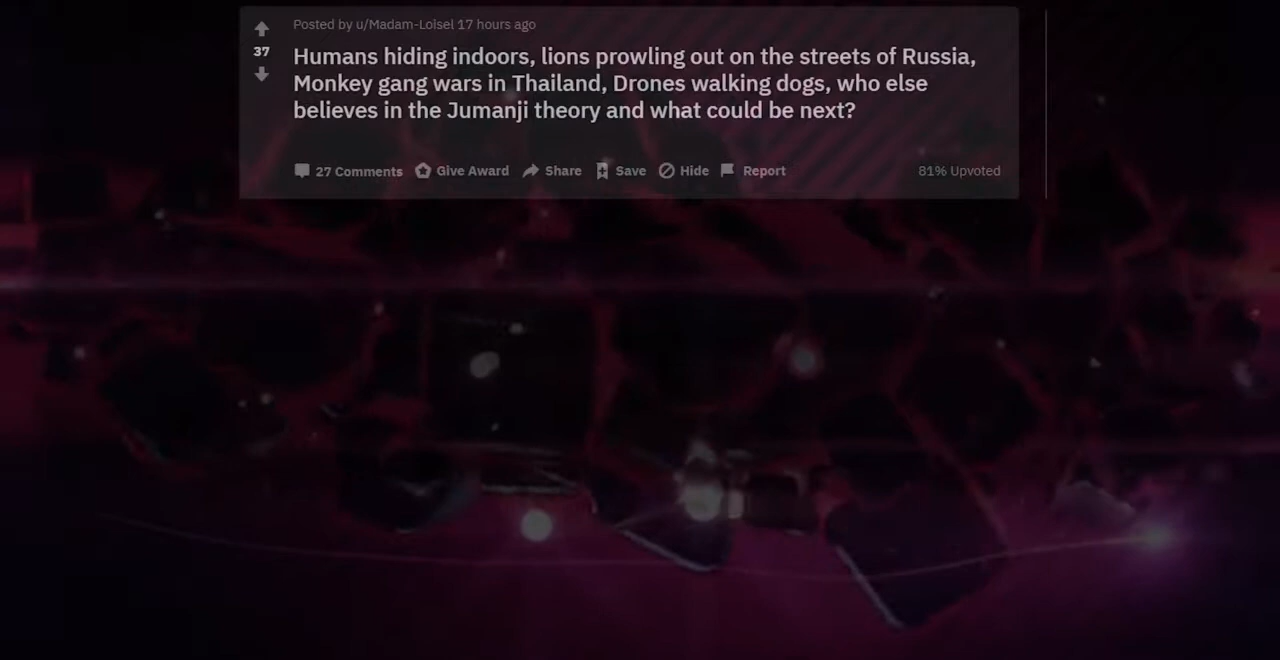 Posted by u/Madam-Loisel 17 hours ago
37
Humans hiding indoors, lions prowling out on the streets of Russia,
Monkey gang wars in Thailand, Drones walking dogs, who else
believes in the Jumanji theory and what could be next?
27 Comments Give Award Share Save Hide Report 81% Upvoted